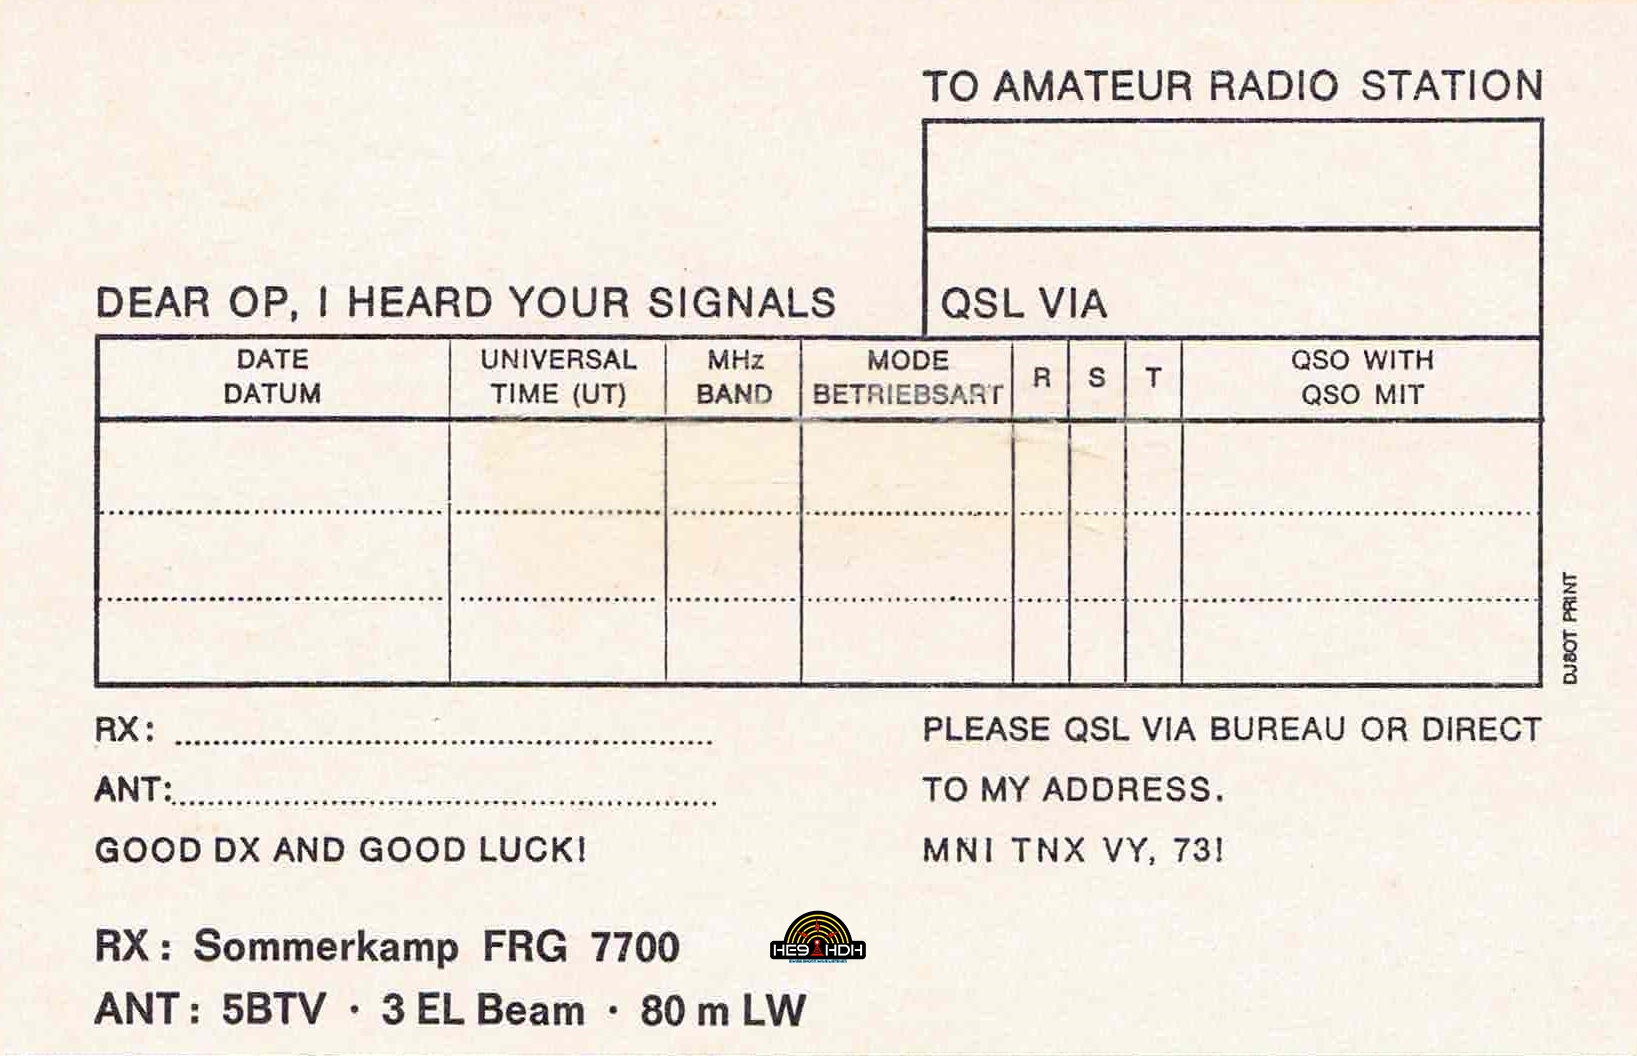 TO AMATEUR RADIO STATION
DEAR OP, I HEARD YOUR SIGNALS
QSL VIA
DATE
DATUM
UNIVERSAL
TIME (UT)
MHz
BAND
MODE
BETRIEBSART
R
S
T
QSO WITH
QSO MIT
DJ8OT PRINT
RX:
ANT:
GOOD DX AND GOOD LUCK!
PLEASE QSL VIA BUREAU OR DIRECT
TO MY ADDRESS.
MNI TNX VY, 73!
RX: Sommerkamp FRG 7700
ANT: 5BTV · 3 EL Beam · 80 m LW
HE9 HDH